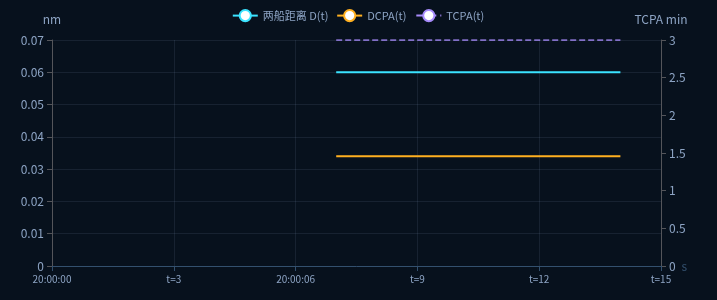 nm
两船距离 D(t)
DCPA(t)
TCPA(t)
TCPA min
0.07
0.06
0.05
0.04
0.03
0.02
0.01
0
3
2.5
2
1.5
1
0.5
0
s
20:00:00
t=3
20:00:06
t=9
t=12
t=15